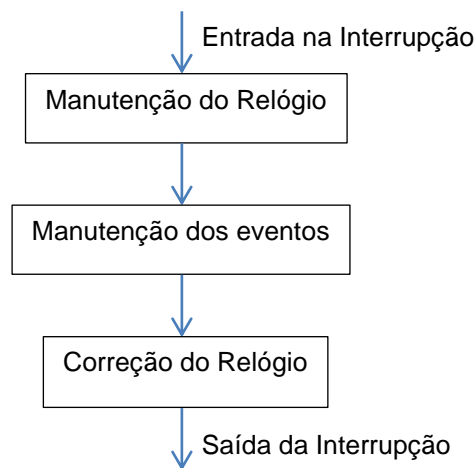 Entrada na Interrupção
Manutenção do Relógio
Manutenção dos eventos
Correção do Relógio
Saída da Interrupção